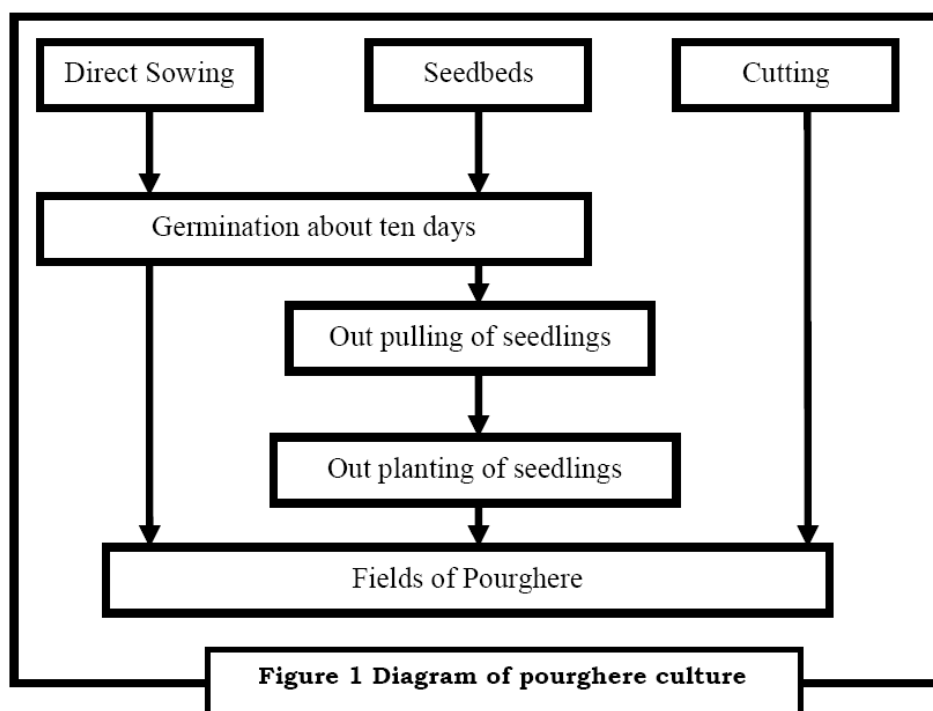 Direct Sowing
Seedbeds
Cutting
Germination about ten days
Out pulling of seedlings
Out planting of seedlings
Fields of Pourghere
Figure 1 Diagram of pourghere culture